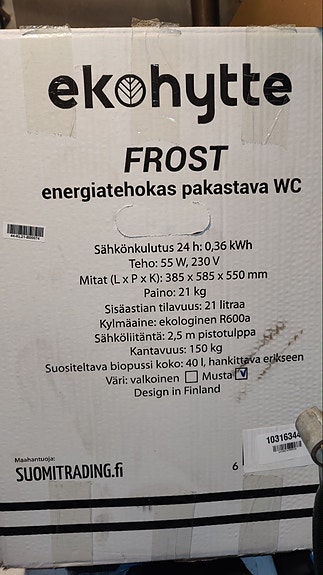 ekohytte
FROST
energiatehokas pakastava WC
Sähkönkulutus 24 h: 0,36 kWh
Teho: 55 W, 230 V
Mitat (L x P x K): 385 x 585 x 550 mm
Paino: 21 kg
Sisäastian tilavuus: 21 litraa
Kylmäaine: ekologinen R600a
Sähköliitäntä: 2,5 m pistotulppa
Kantavuus: 150 kg
Suositeltava biopussi koko: 40 l, hankittava erikseen
Väri: valkoinen ☐ Musta ☑
Design in Finland
10316344
Maahantuoja:
SUOMITRADING.fi
6